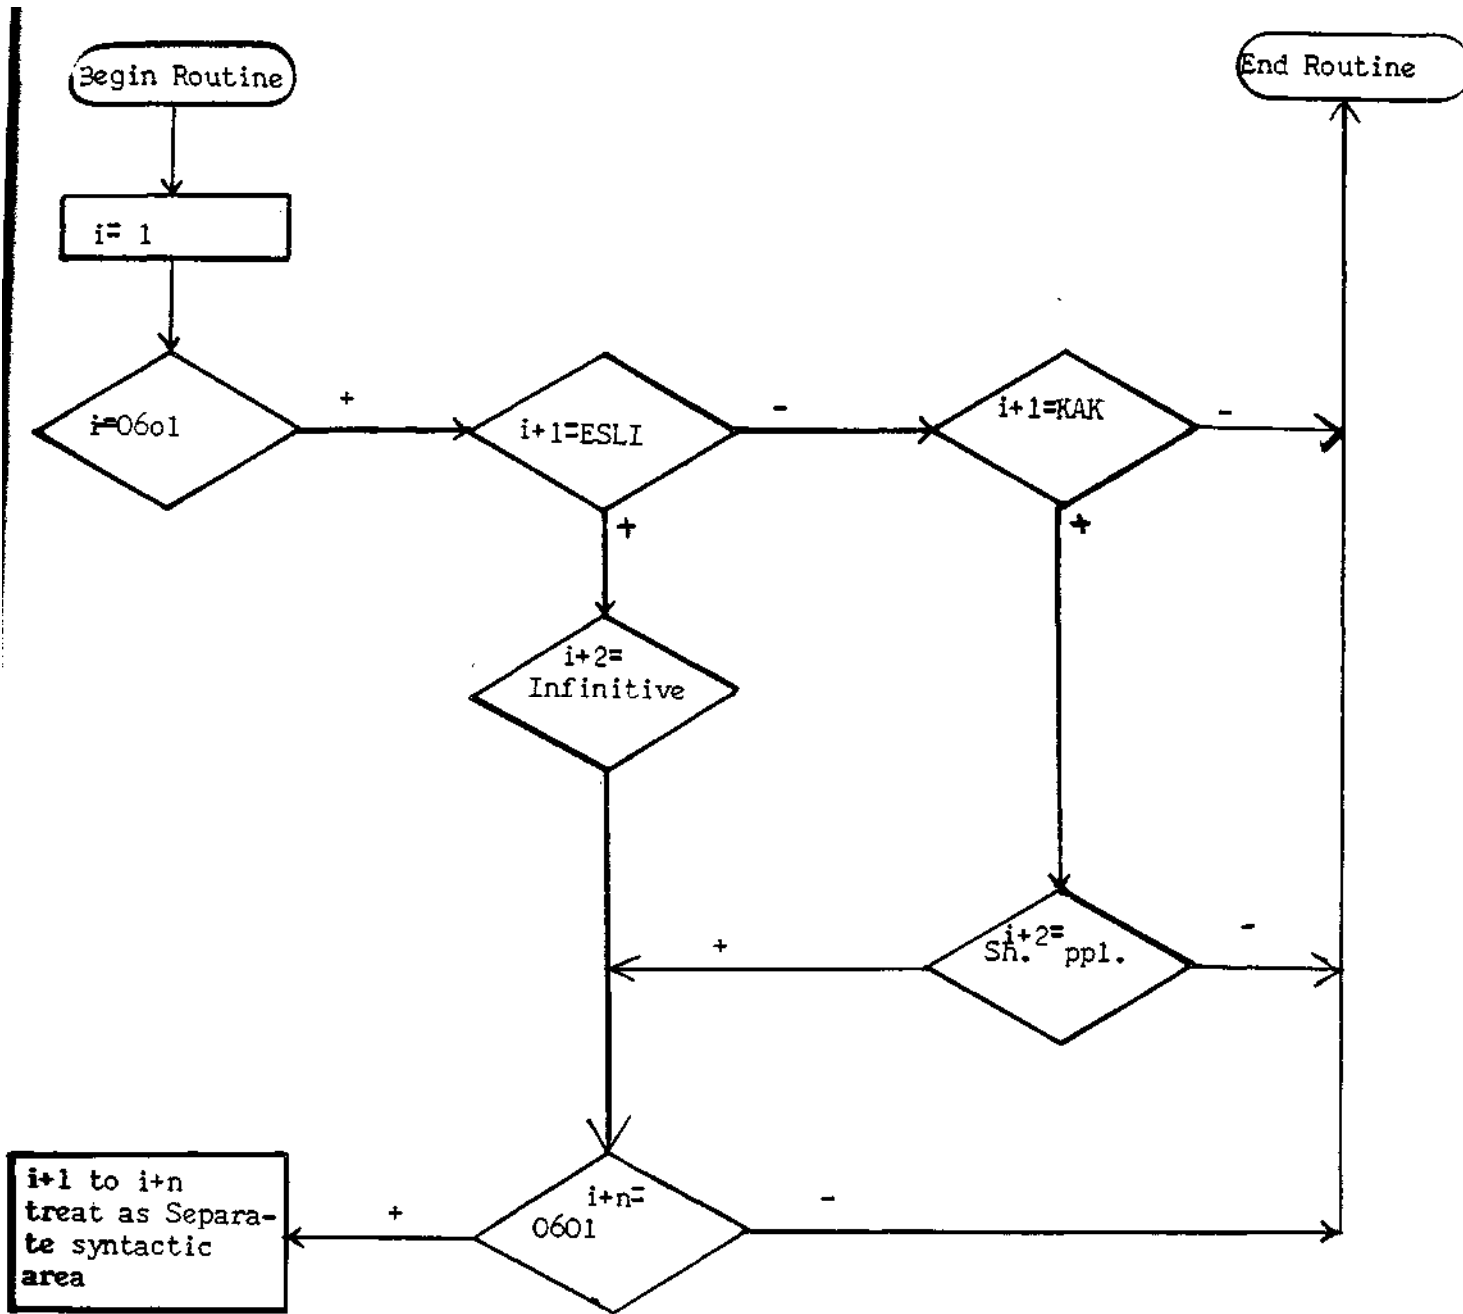 Begin Routine
End Routine
i= 1
i=06o1
+
i+1=ESLI
-
i+1=KAK
-
+
+
i+2=
Infinitive
i+2=
Sh. ppl.
+
-
i+n=
0601
+
-
i+1 to i+n
treat as Separa-
te syntactic
area